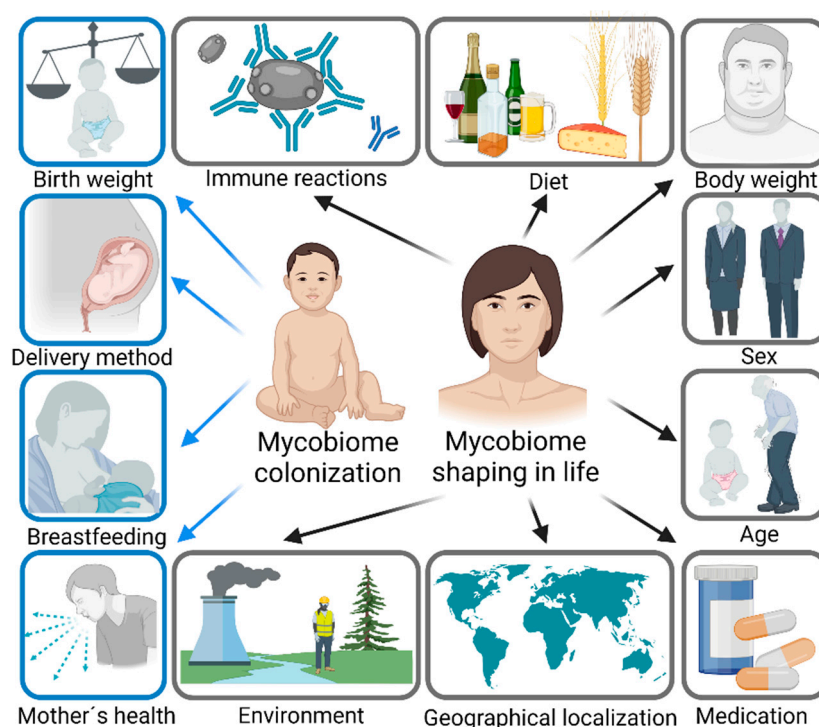 Birth weight
Immune reactions
Diet
Body weight
Delivery method
Sex
Mycobiome
colonization
Mycobiome
shaping in life
Breastfeeding
Age
Mother´s health
Environment
Geographical localization
Medication